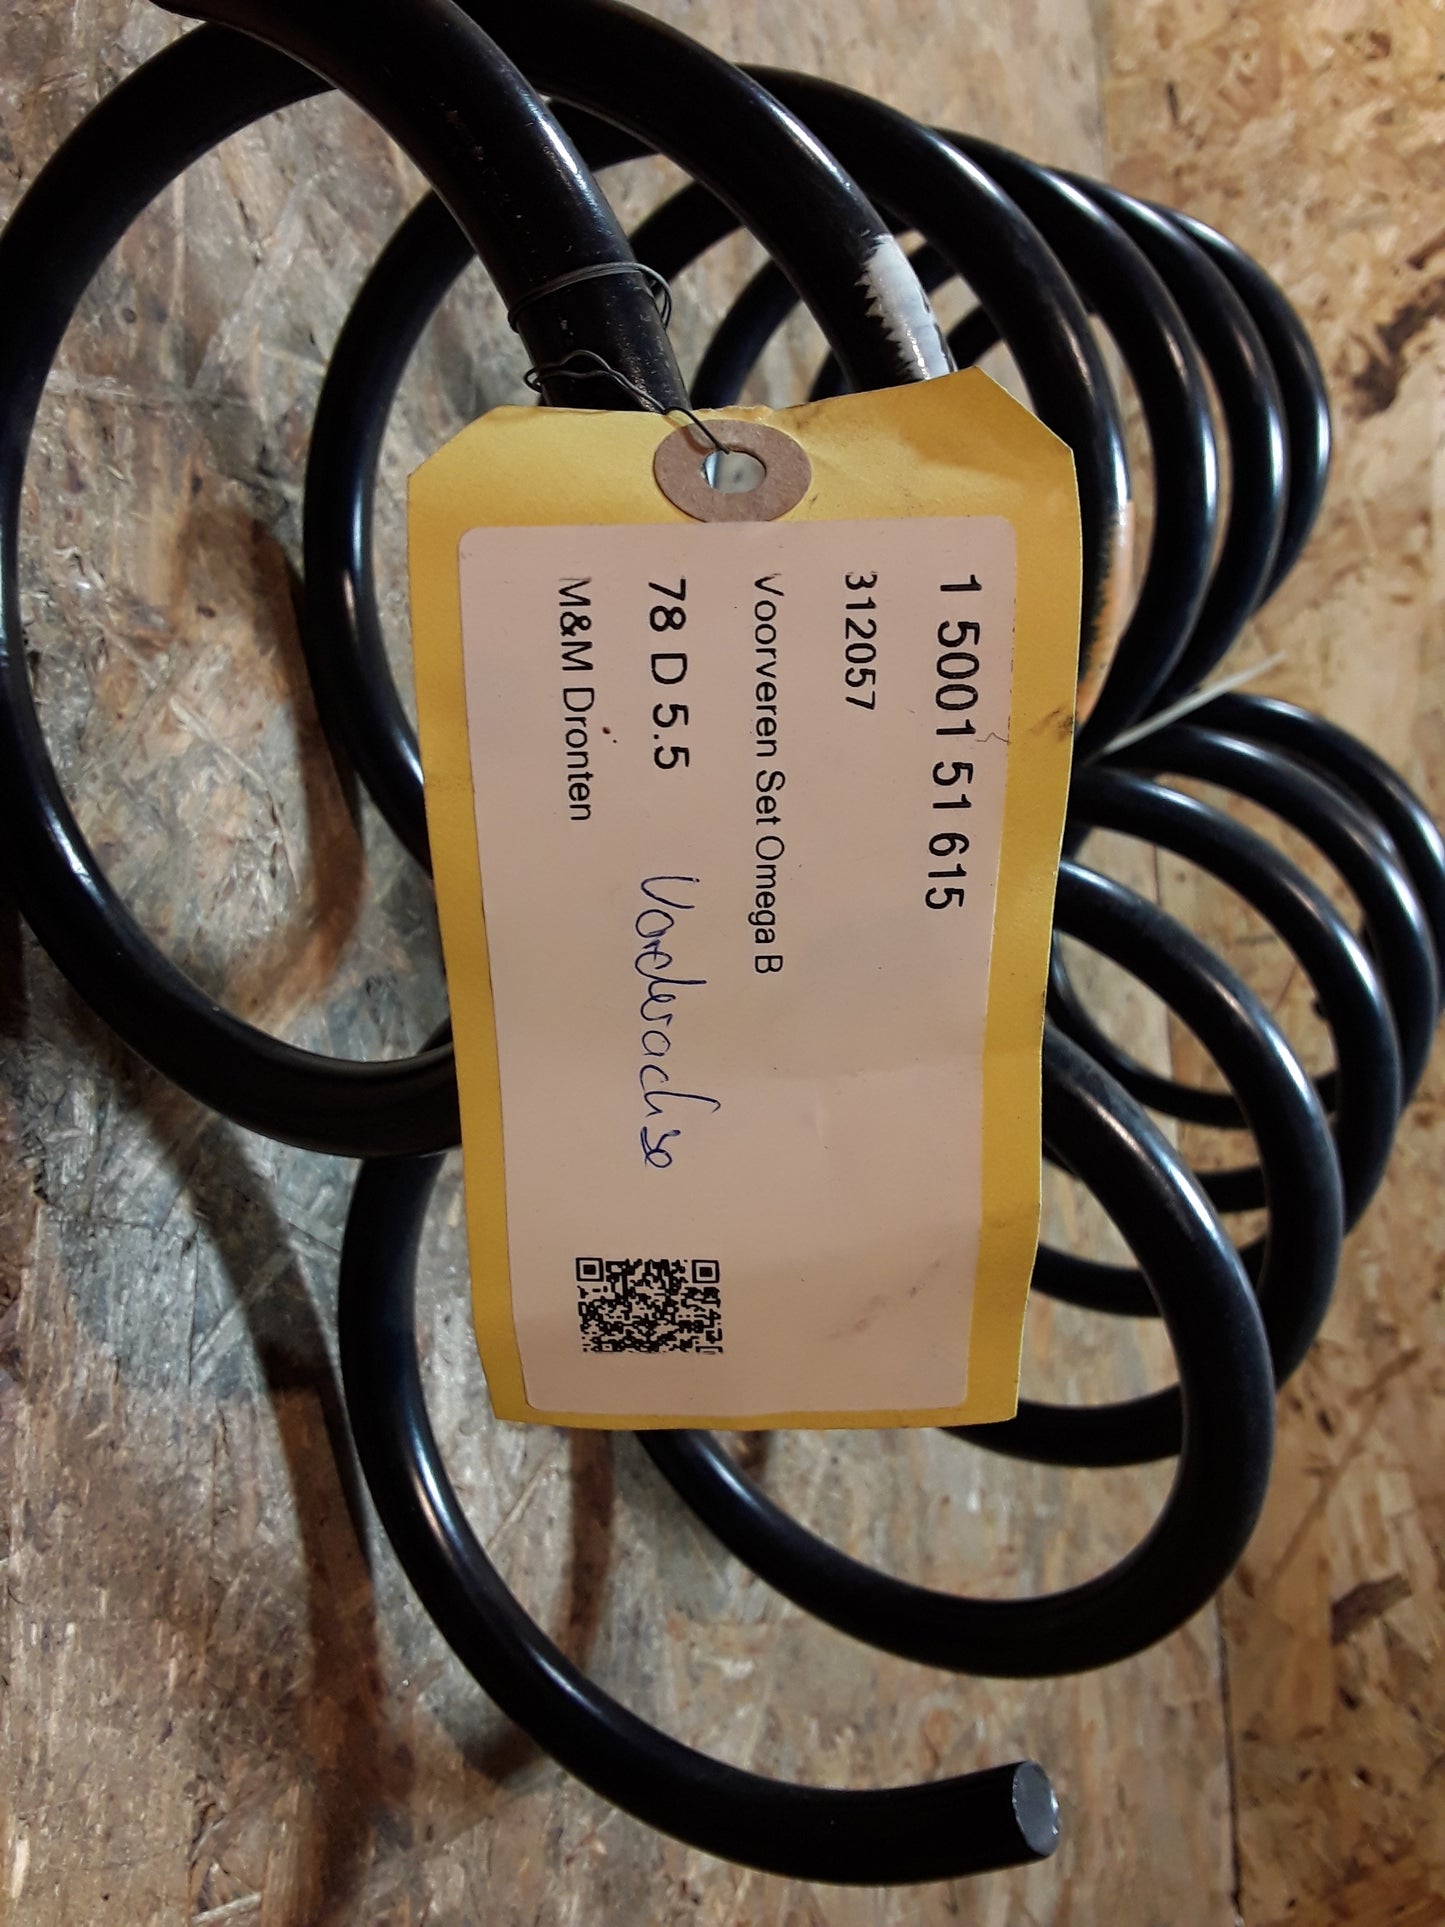 1 5001 51 615
312057
Voorveren Set Omega B
78 D 5.5 Vorderachse
M&M Dronten